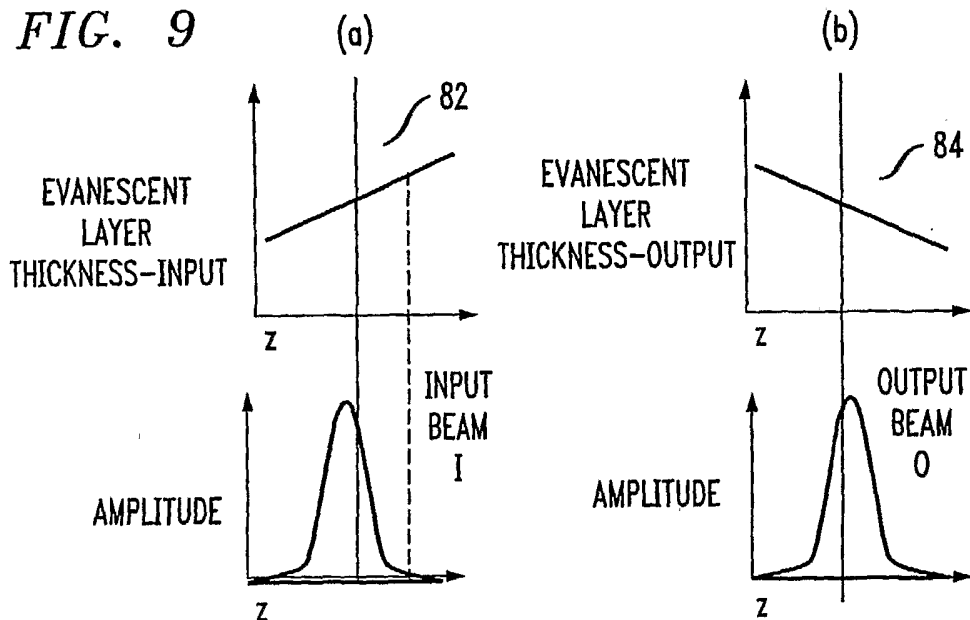 FIG. 9
(a)
(b)
82
84
EVANESCENT
LAYER
THICKNESS-INPUT
EVANESCENT
LAYER
THICKNESS-OUTPUT
z
z
INPUT
BEAM
I
OUTPUT
BEAM
O
AMPLITUDE
AMPLITUDE
z
z